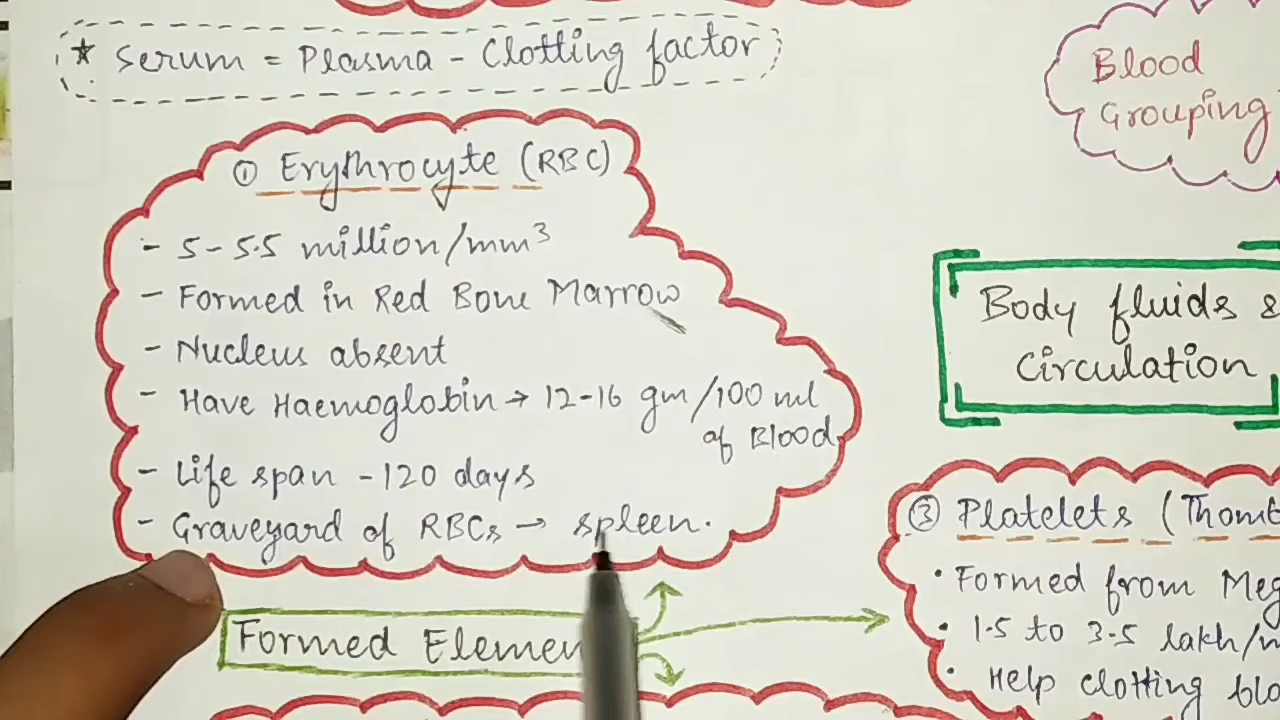 * Serum = Plasma - Clotting factor
① Erythrocyte (RBC)
- 5-5.5 million/mm³
- Formed in Red Bone Marrow
- Nucleus absent
- Have Haemoglobin → 12-16 gm/100 ml
of Blood
- Life span - 120 days
- Graveyard of RBCs → spleen.
Formed Elemen
Blood
Grouping
Body fluids &
Circulation
③ Platelets (Thomb
• Formed from Meg
• 1.5 to 3.5 lakh/
• Help clotting blo